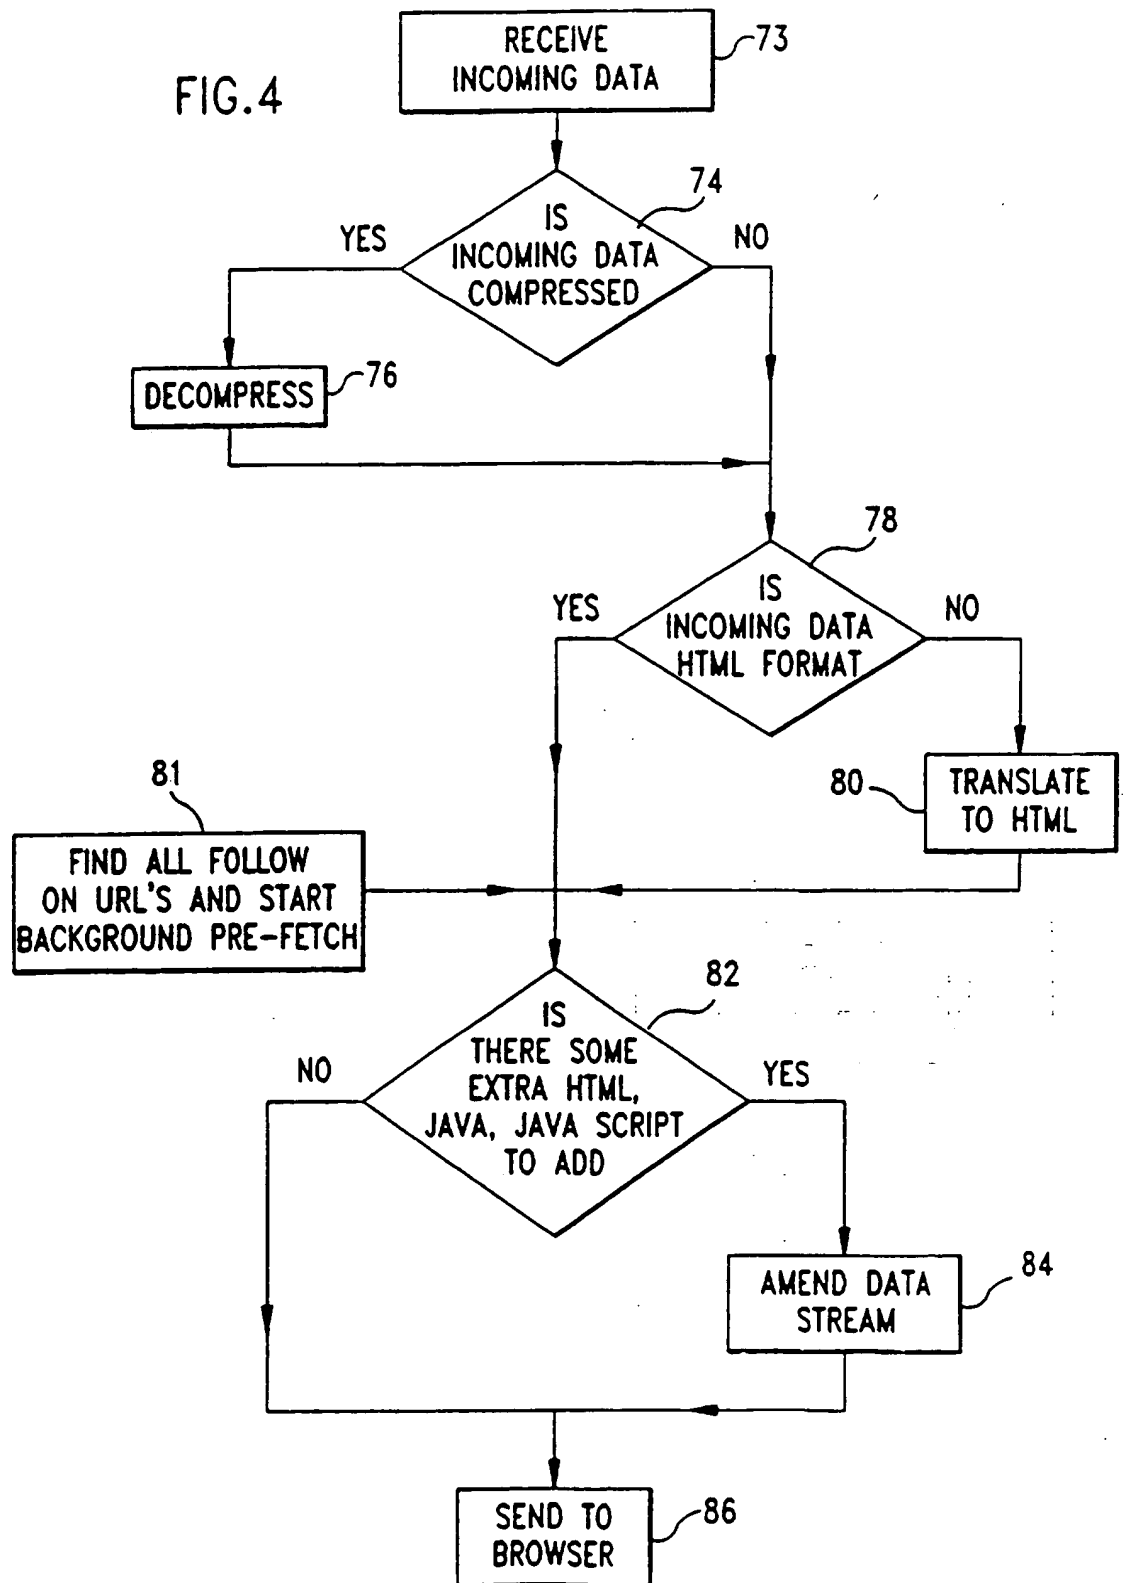 FIG.4
RECEIVE
INCOMING DATA
73
74
IS
INCOMING DATA
COMPRESSED
YES
NO
DECOMPRESS
76
78
IS
INCOMING DATA
HTML FORMAT
YES
NO
80
TRANSLATE
TO HTML
81
FIND ALL FOLLOW
ON URL'S AND START
BACKGROUND PRE-FETCH
82
IS
THERE SOME
EXTRA HTML,
JAVA, JAVA SCRIPT
TO ADD
NO
YES
84
AMEND DATA
STREAM
SEND TO
BROWSER
86